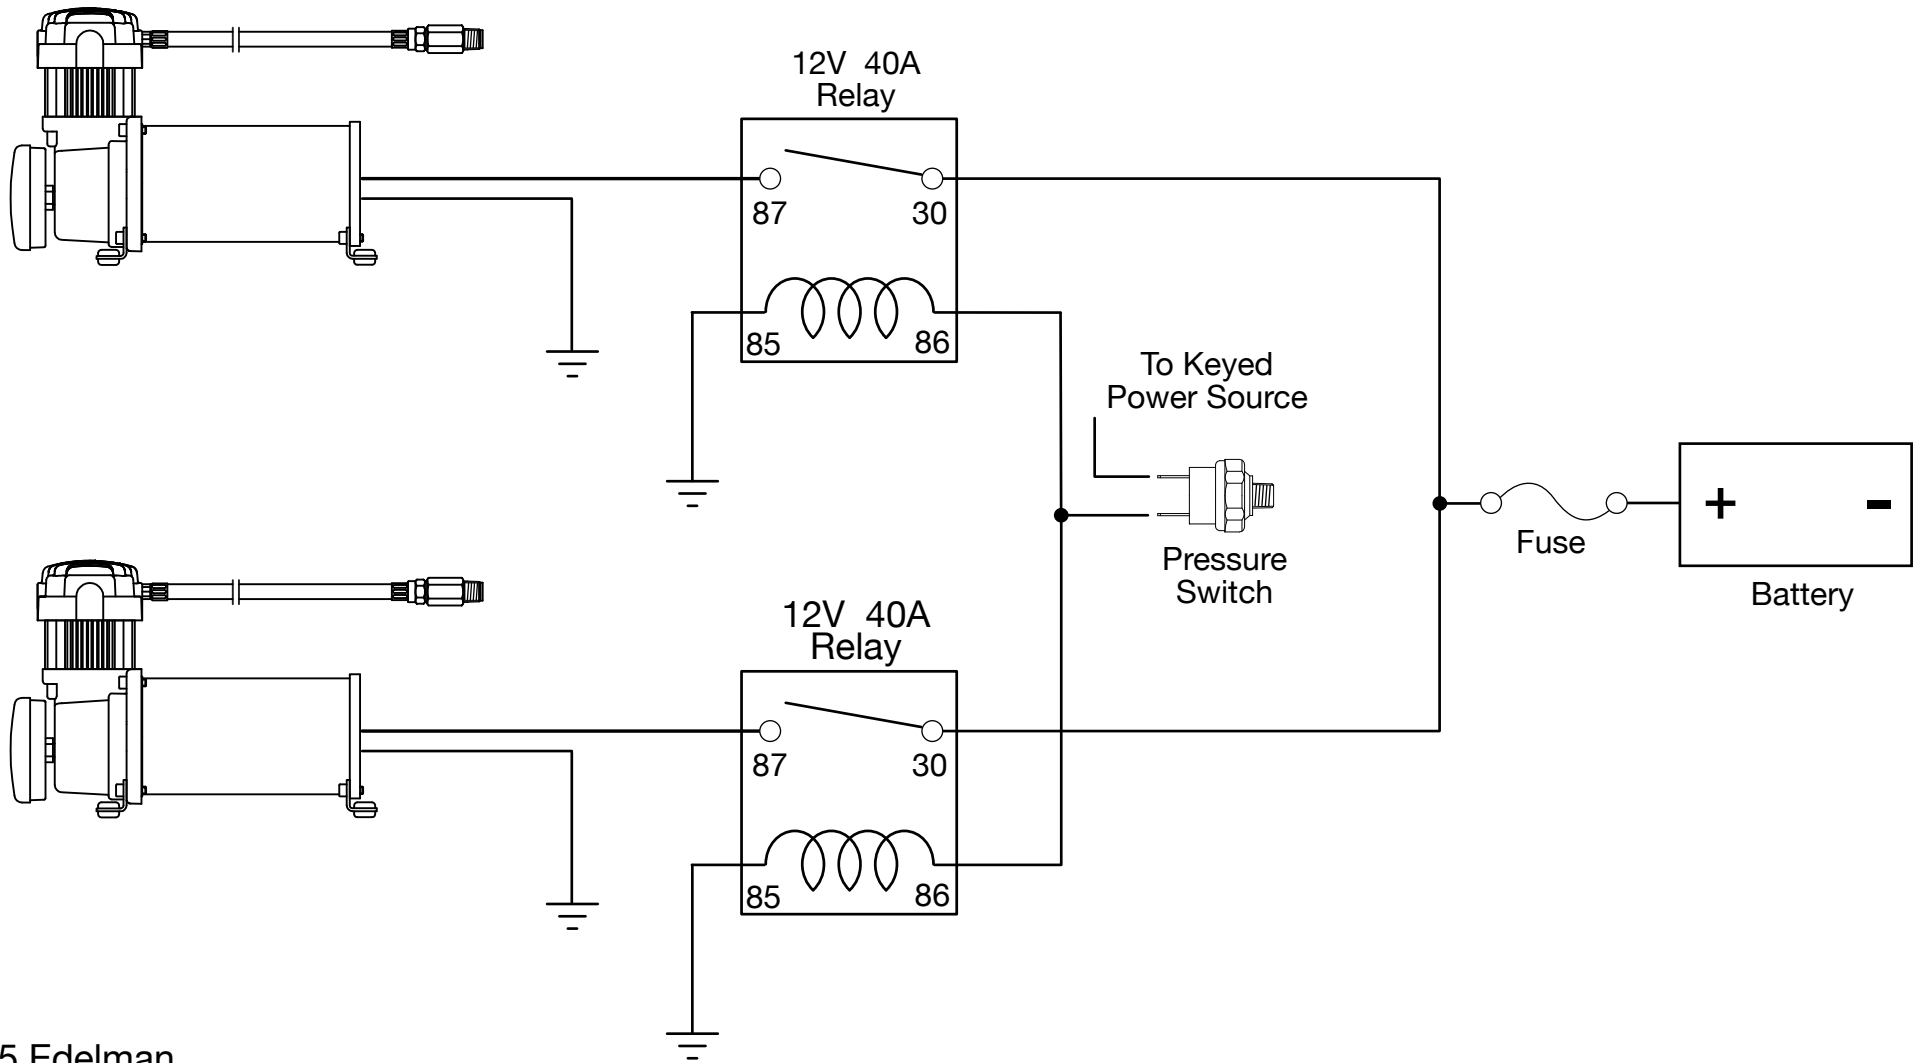 12V 40A
Relay
87
30
85
86
To Keyed
Power Source
Pressure
Switch
Fuse
+
-
Battery
12V 40A
Relay
87
30
85
86
5 Edelman